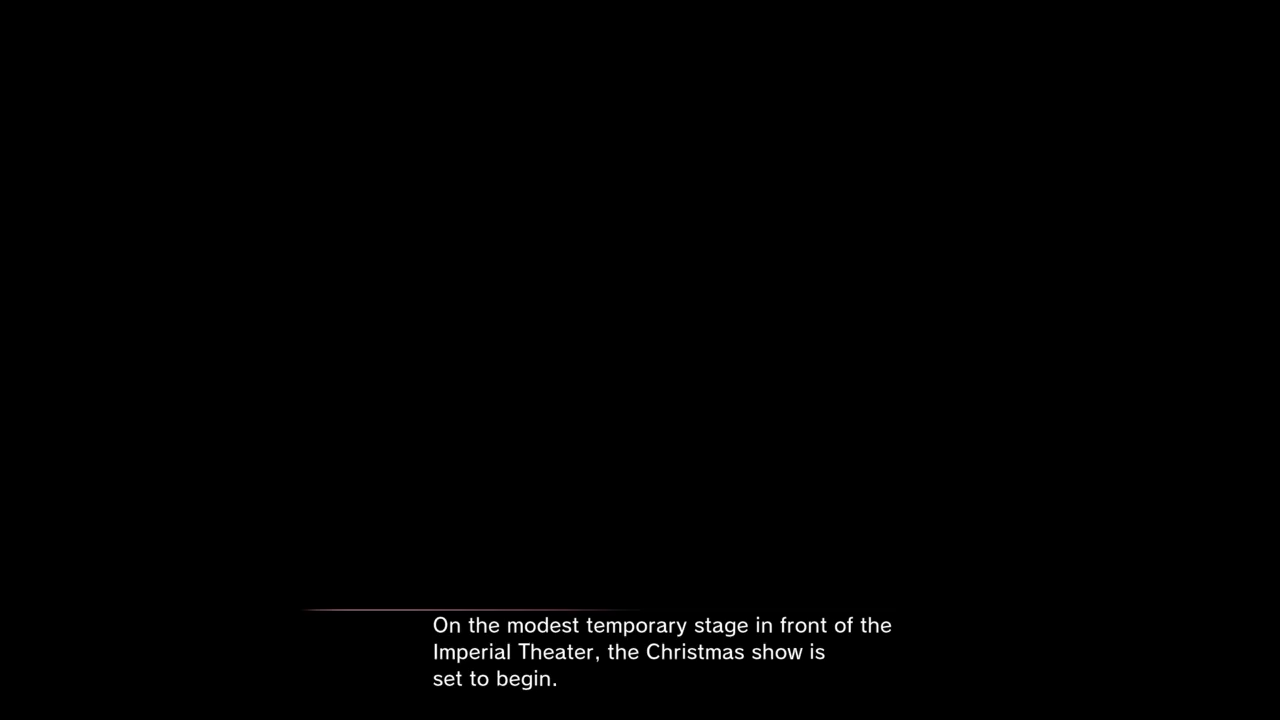 On the modest temporary stage in front of the
Imperial Theater, the Christmas show is
set to begin.